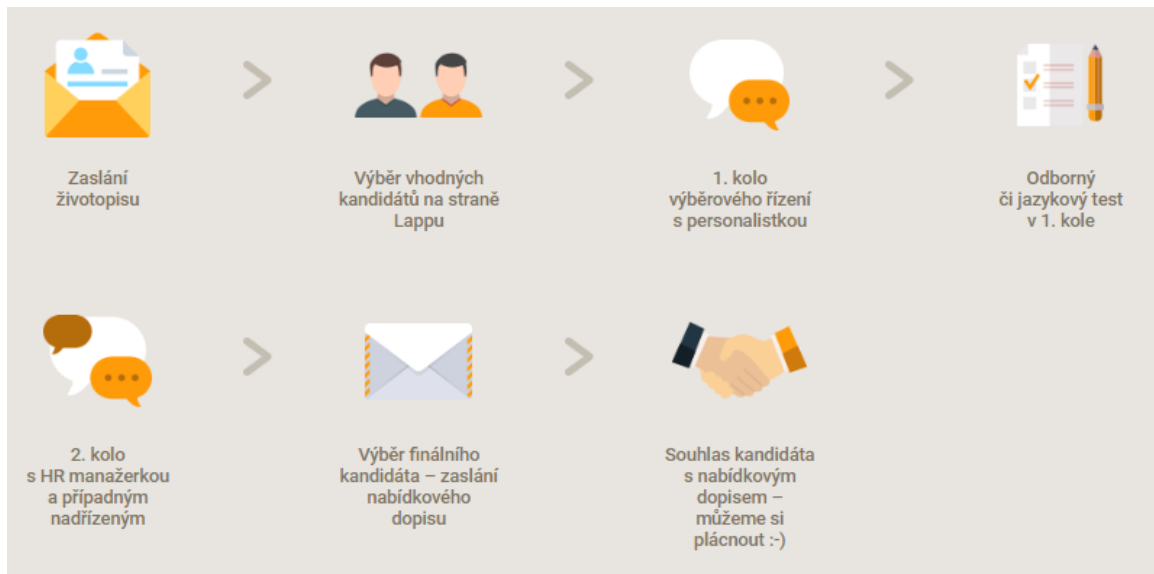 Zaslání
životopisu
Výběr vhodných
kandidátů na straně
Lappu
1. kolo
výběrového řízení
s personalistkou
Odborný
či jazykový test
v 1. kole
2. kolo
s HR manažerkou
a případným
nadřízeným
Výběr finálního
kandidáta – zaslání
nabídkového
dopisu
Souhlas kandidáta
s nabídkovým
dopisem –
můžeme si
plácnout :-)